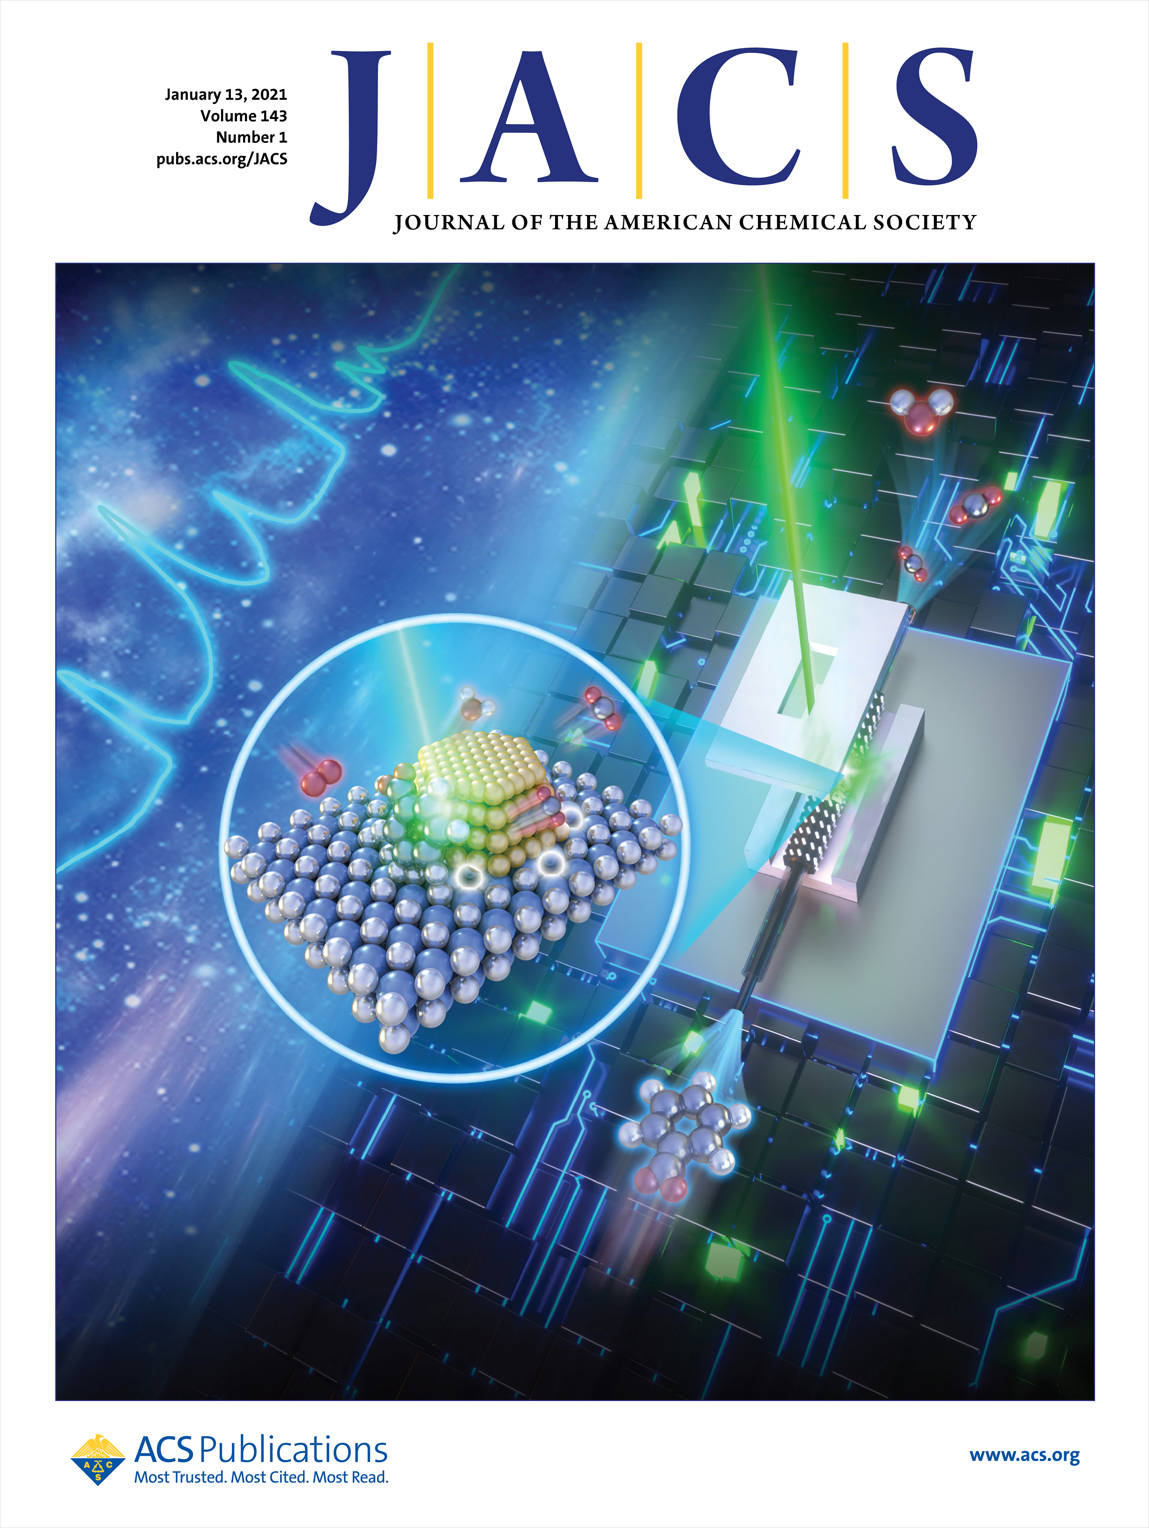 January 13, 2021
Volume 143
Number 1
pubs.acs.org/JACS
J|A|C|S
JOURNAL OF THE AMERICAN CHEMICAL SOCIETY
A C S
ACS Publications
Most Trusted. Most Cited. Most Read.
www.acs.org